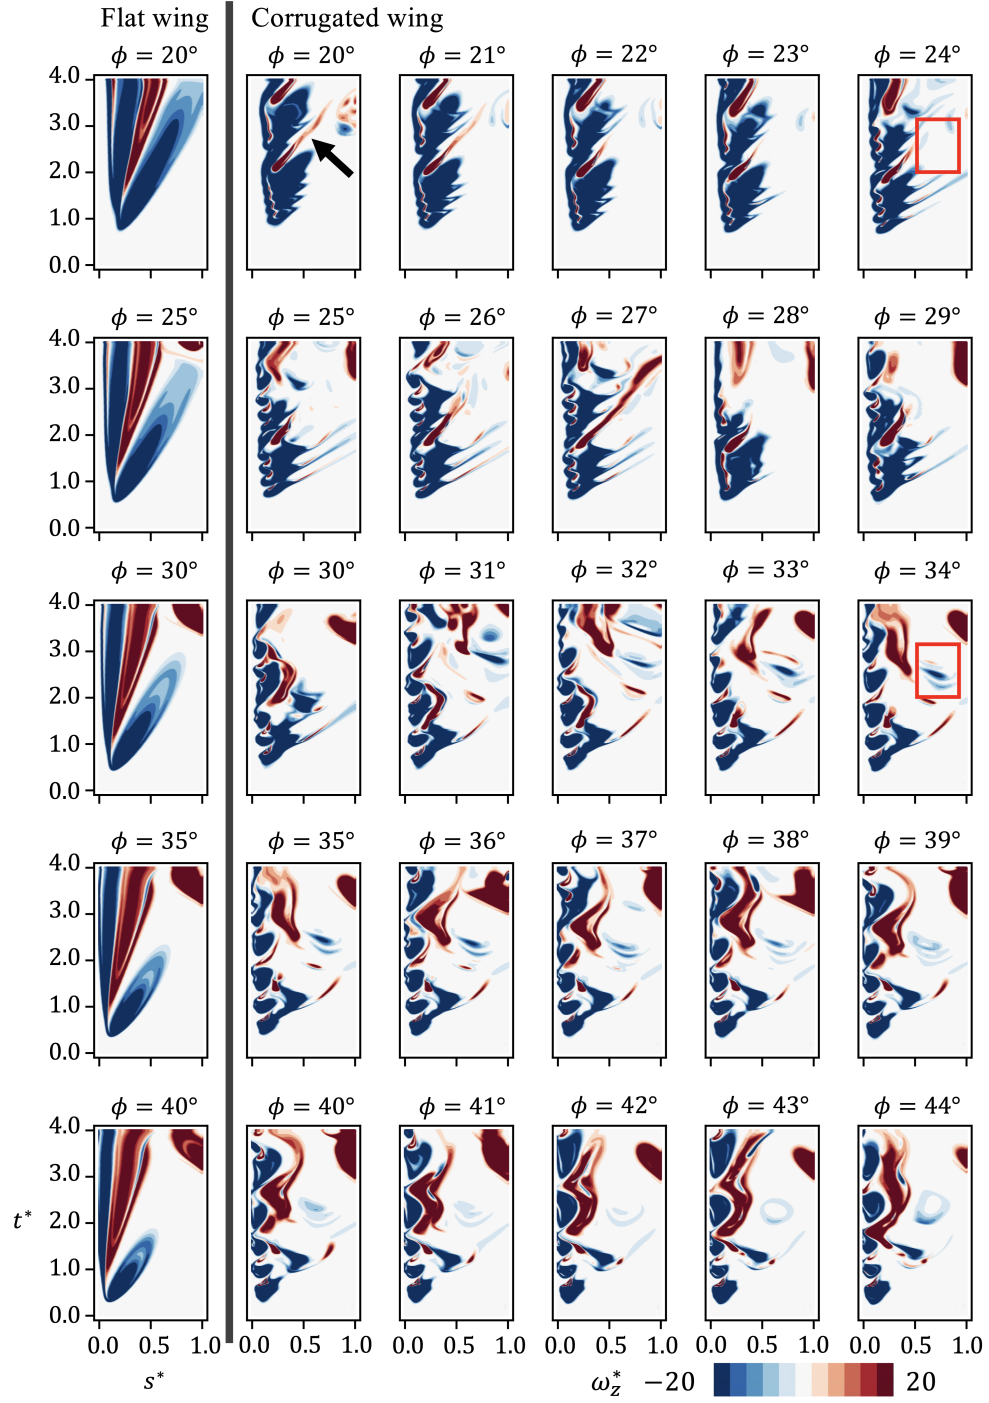 Flat wing Corrugated wing
ϕ = 20° ϕ = 20° ϕ = 21° ϕ = 22° ϕ = 23° ϕ = 24°
4.0
3.0
2.0
1.0
0.0
ϕ = 25° ϕ = 25° ϕ = 26° ϕ = 27° ϕ = 28° ϕ = 29°
4.0
3.0
2.0
1.0
0.0
ϕ = 30° ϕ = 30° ϕ = 31° ϕ = 32° ϕ = 33° ϕ = 34°
4.0
3.0
2.0
1.0
0.0
ϕ = 35° ϕ = 35° ϕ = 36° ϕ = 37° ϕ = 38° ϕ = 39°
4.0
3.0
2.0
1.0
0.0
ϕ = 40° ϕ = 40° ϕ = 41° ϕ = 42° ϕ = 43° ϕ = 44°
4.0
3.0
t* 2.0
1.0
0.0
0.0 0.5 1.0 0.0 0.5 1.0 0.0 0.5 1.0 0.0 0.5 1.0 0.0 0.5 1.0 0.0 0.5 1.0
s* ω_z^* −20 20